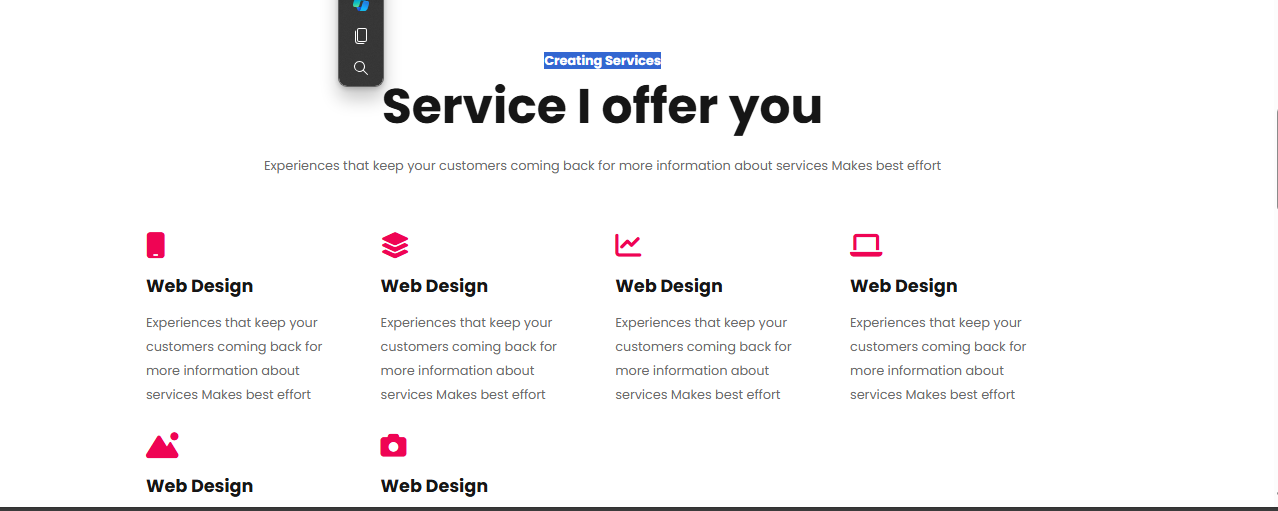 Creating Services
Service I offer you
Experiences that keep your customers coming back for more information about services Makes best effort
Web Design
Experiences that keep your
customers coming back for
more information about
services Makes best effort
Web Design
Experiences that keep your
customers coming back for
more information about
services Makes best effort
Web Design
Experiences that keep your
customers coming back for
more information about
services Makes best effort
Web Design
Experiences that keep your
customers coming back for
more information about
services Makes best effort
Web Design
Web Design